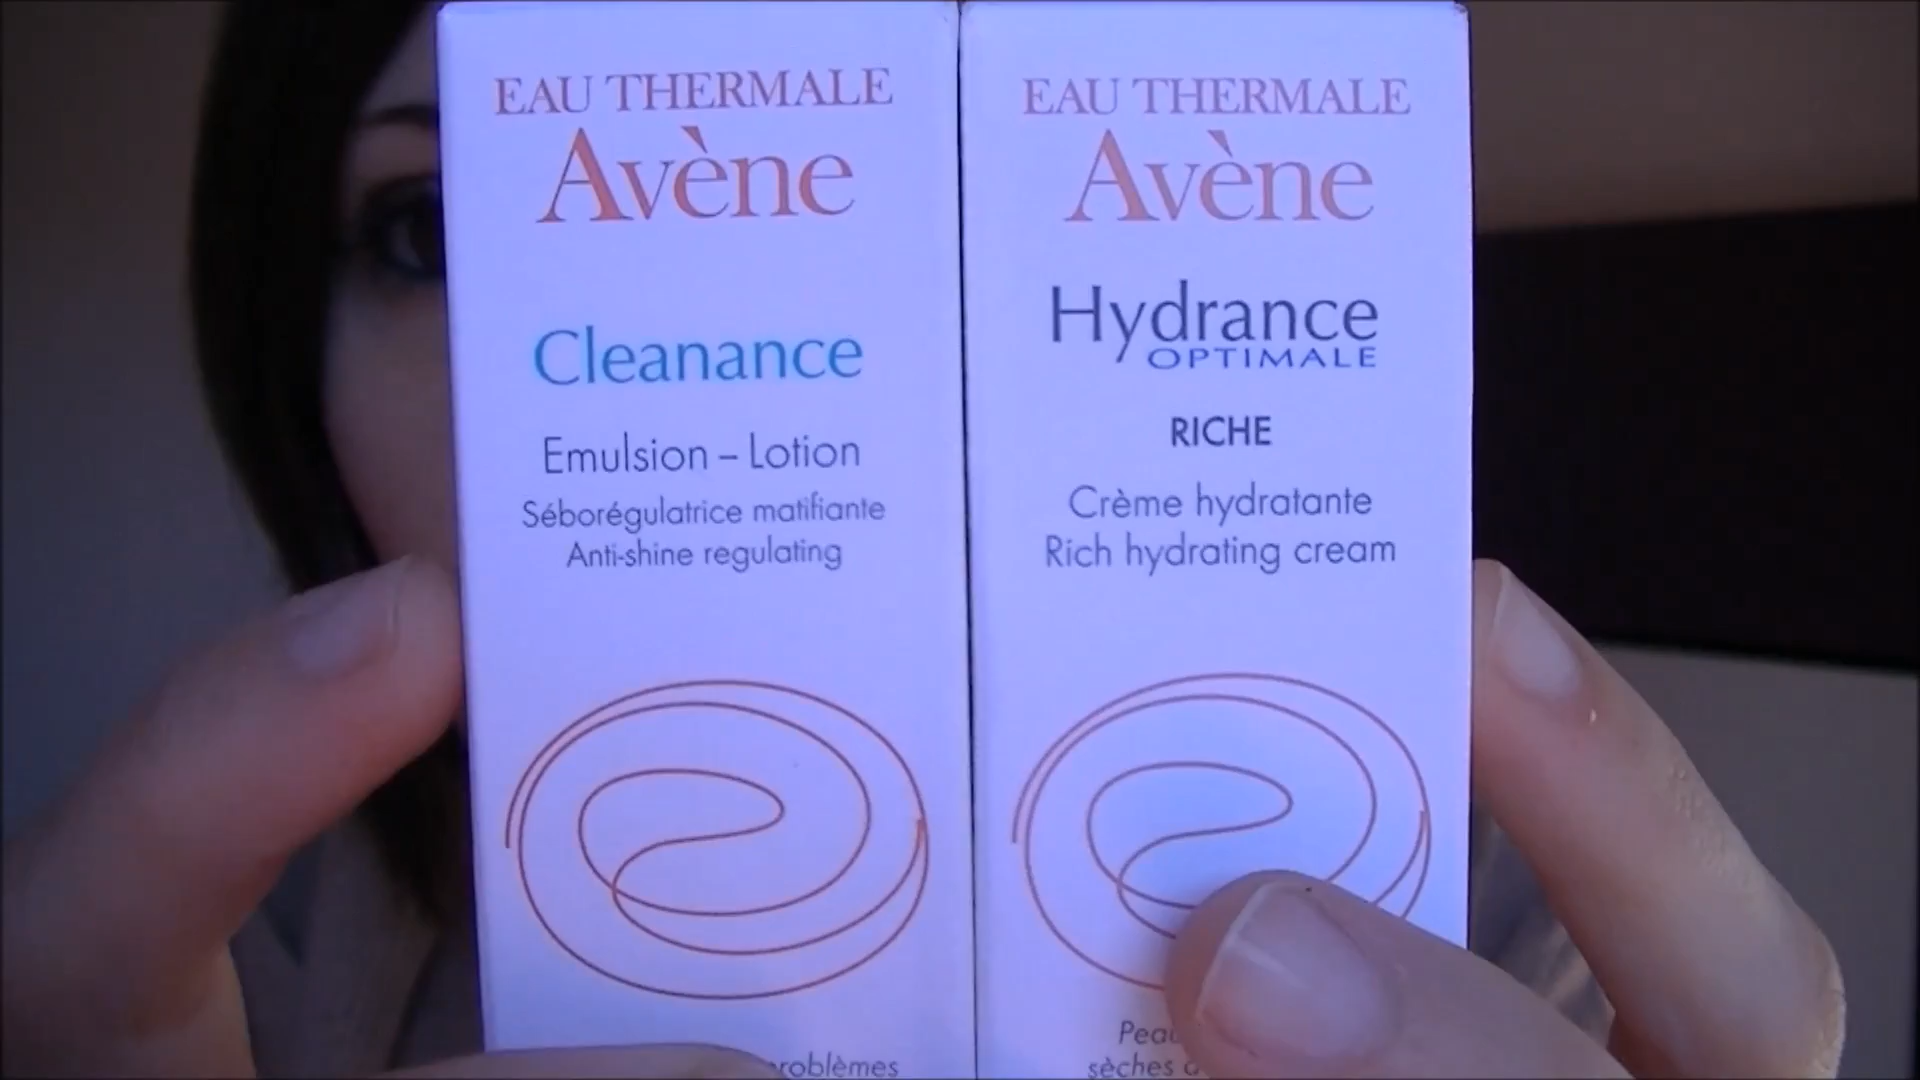 EAU THERMALE
Avène
Cleanance
Emulsion – Lotion
Séborégulatrice matifiante
Anti-shine regulating
EAU THERMALE
Avène
Hydrance
OPTIMALE
RICHE
Crème hydratante
Rich hydrating cream
sèches